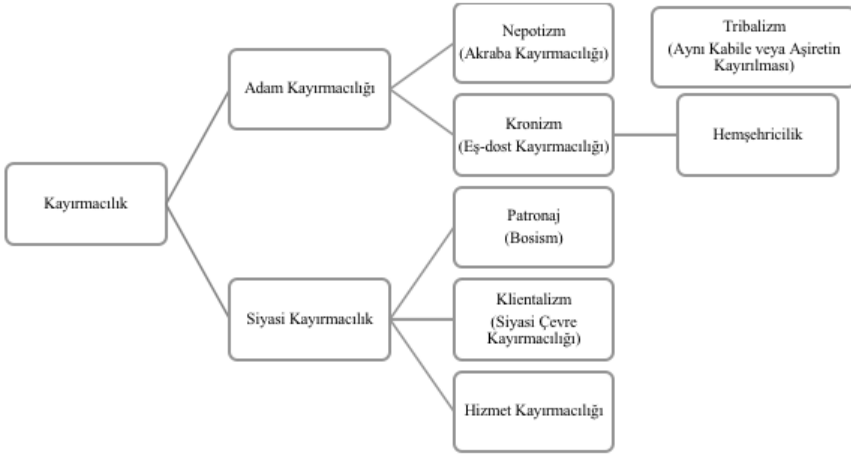 Nepotizm
(Akraba Kayırmacılığı)
Tribalizm
(Aynı Kabile veya Aşiretin
Kayırılması)
Adam Kayırmacılığı
Kronizm
(Eş-dost Kayırmacılığı)
Hemşehricilik
Kayırmacılık
Patronaj
(Bosism)
Siyasi Kayırmacılık
Klientalizm
(Siyasi Çevre
Kayırmacılığı)
Hizmet Kayırmacılığı